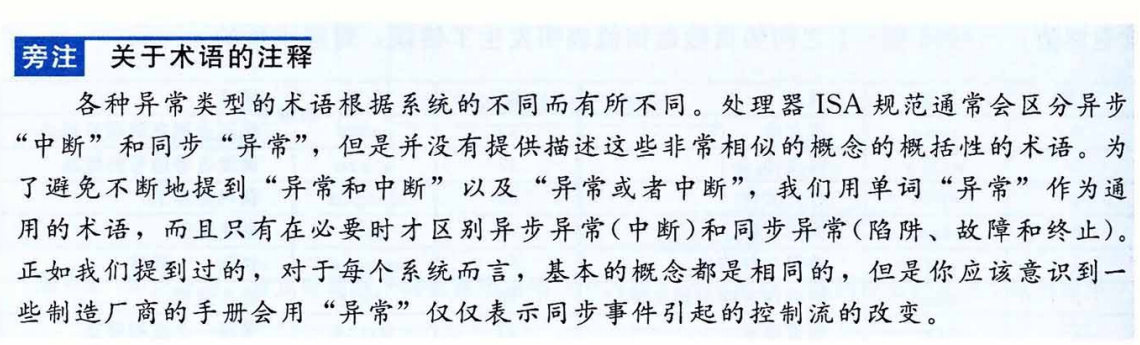 旁注 关于术语的注释
各种异常类型的术语根据系统的不同而有所不同。处理器 ISA 规范通常会区分异步
“中断”和同步“异常”，但是并没有提供描述这些非常相似的概念的概括性的术语。为
了避免不断地提到“异常和中断”以及“异常或者中断”，我们用单词“异常”作为通
用的术语，而且只有在必要时才区别异步异常(中断)和同步异常(陷阱、故障和终止)。
正如我们提到过的，对于每个系统而言，基本的概念都是相同的，但是你应该意识到一
些制造厂商的手册会用“异常”仅仅表示同步事件引起的控制流的改变。